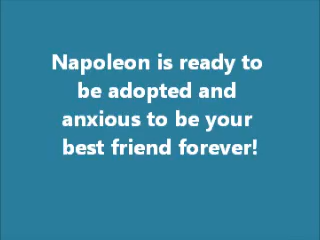 Napoleon is ready to
be adopted and
anxious to be your
best friend forever!